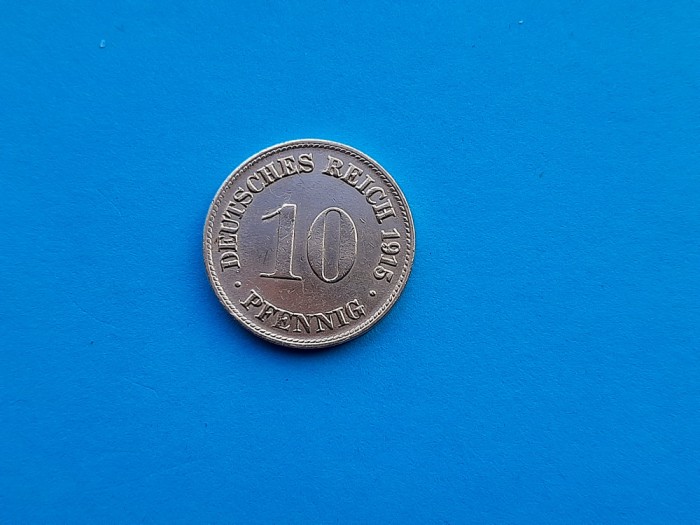 DEUTSCHES REICH 1915
10
• PFENNIG •